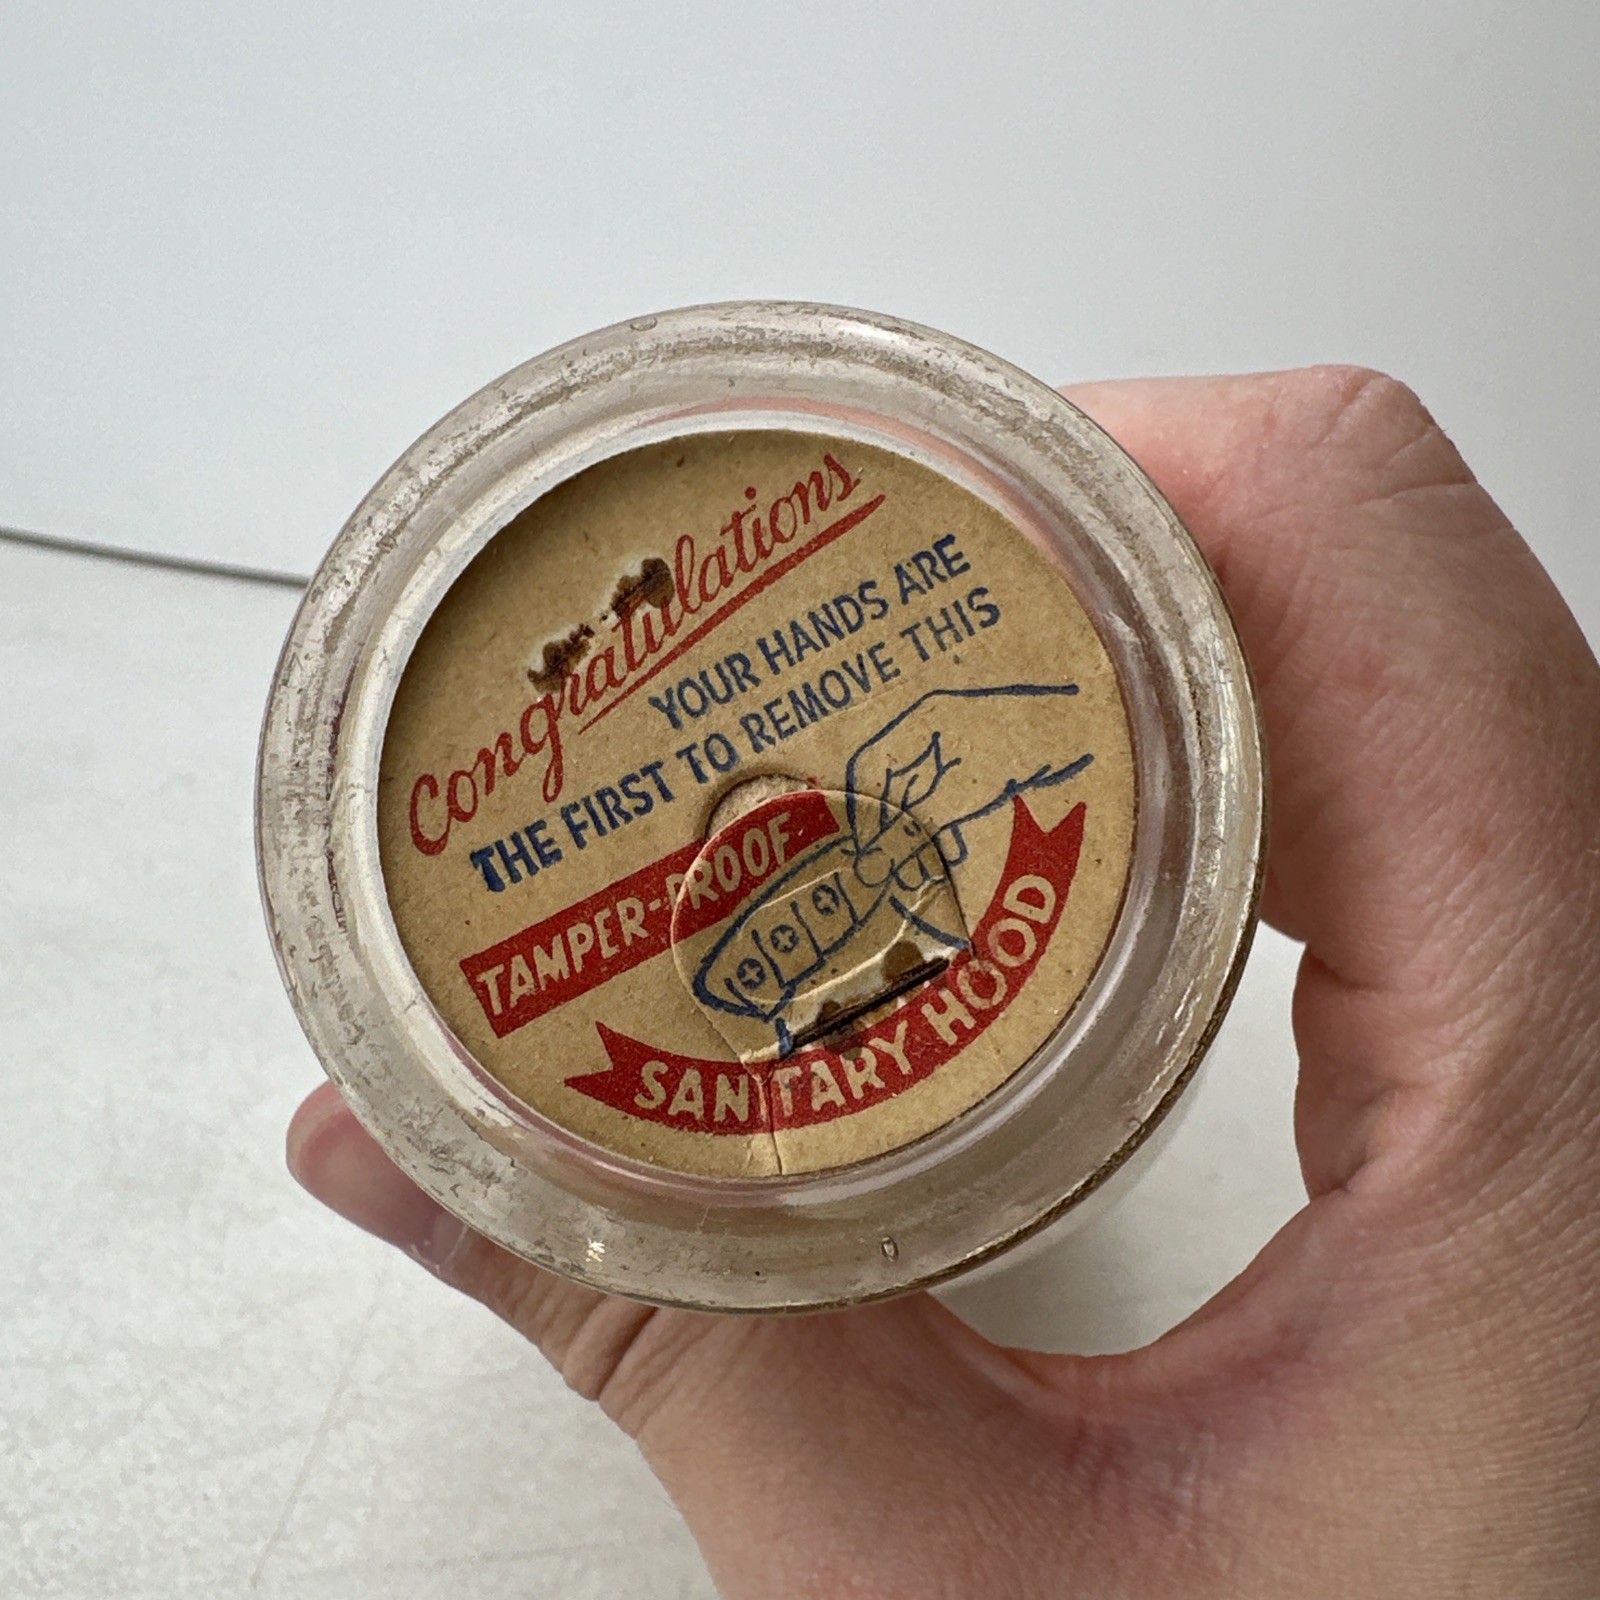 Congratulations
YOUR HANDS ARE
THE FIRST TO REMOVE THIS
TAMPER-PROOF
SANITARY HOOD